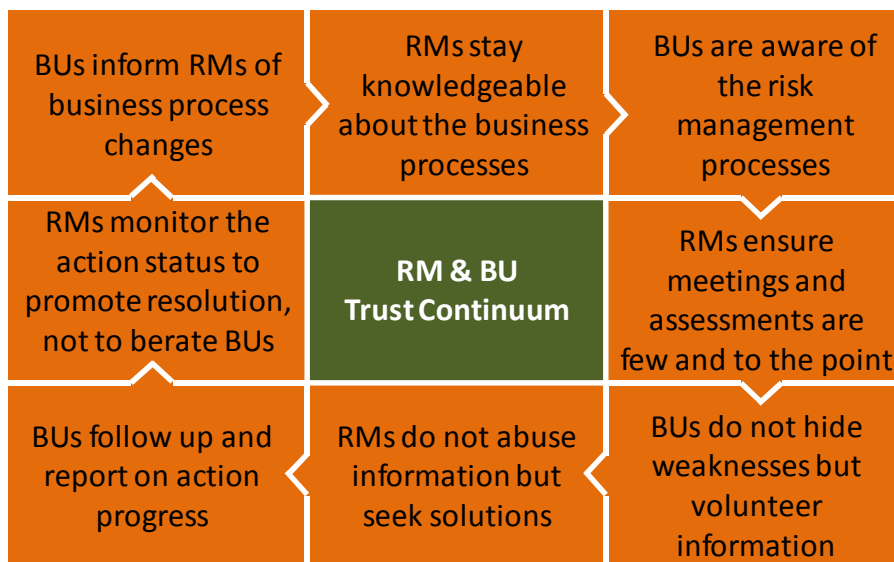 BUs inform RMs of
business process
changes
RMs stay
knowledgeable
about the business
processes
BUs are aware of
the risk
management
processes
RMs monitor the
action status to
promote resolution,
not to berate BUs
RM & BU
Trust Continuum
RMs ensure
meetings and
assessments are
few and to the point
BUs follow up and
report on action
progress
RMs do not abuse
information but
seek solutions
BUs do not hide
weaknesses but
volunteer
information